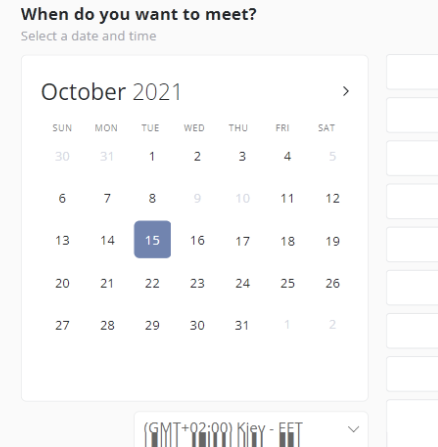 When do you want to meet?
Select a date and time
October 2021
SUN MON TUE WED THU FRI SAT
30 31 1 2 3 4 5
6 7 8 9 10 11 12
13 14 15 16 17 18 19
20 21 22 23 24 25 26
27 28 29 30 31 1 2
(GMT+02:00) Kiev - EET